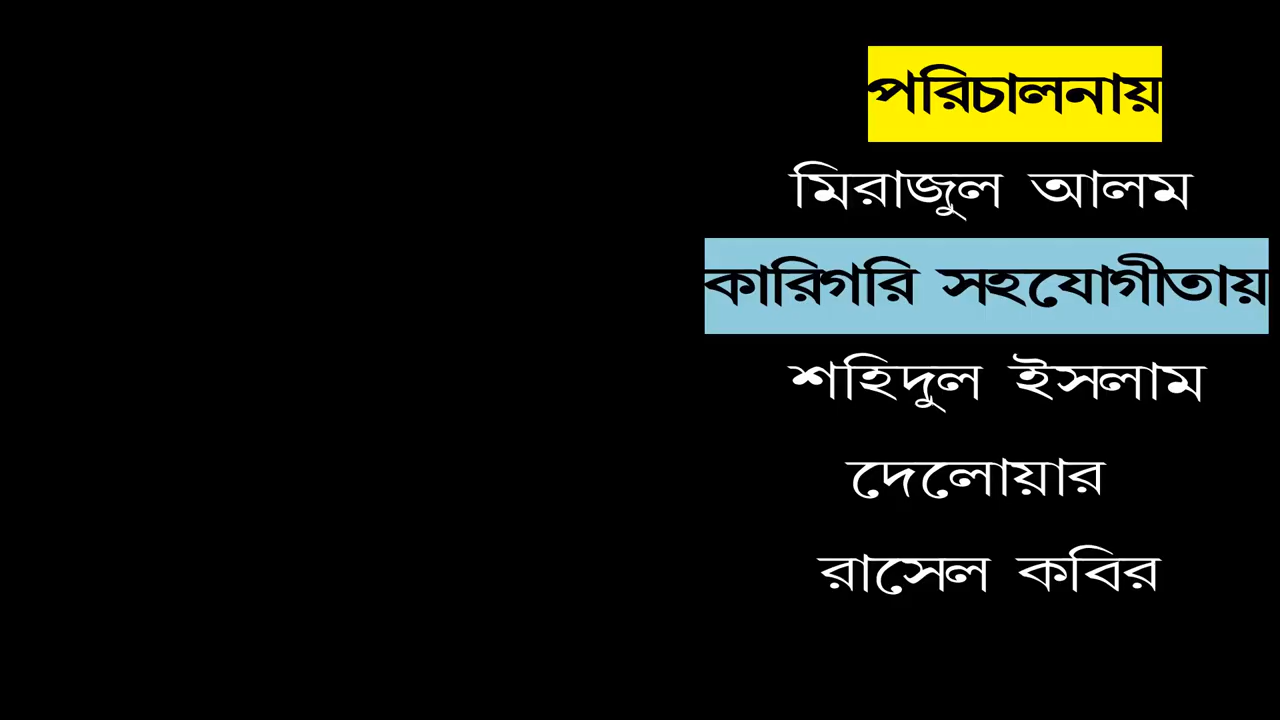 পরিচালনায়
মিরাজুল আলম
কারিগরি সহযোগীতায়
শহিদুল ইসলাম
দেলোয়ার
রাসেল কবির